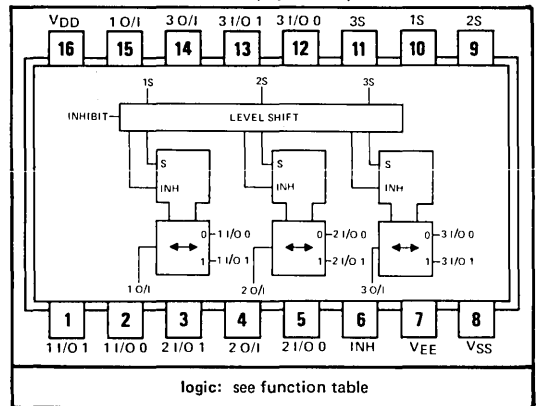 VDD 1 O/I 3 O/I 3 I/O 1 3 I/O 0 3S 1S 2S
16 15 14 13 12 11 10 9
1S 2S 3S
INHIBIT
LEVEL SHIFT
S S S
INH INH INH
0 1 I/O 0 0 2 I/O 0 0 3 I/O 0
1 1 I/O 1 1 2 I/O 1 1 3 I/O 1
1 O/I 2 O/I 3 O/I
1 2 3 4 5 6 7 8
1 I/O 1 1 I/O 0 2 I/O 1 2 O/I 2 I/O 0 INH VEE VSS
logic: see function table